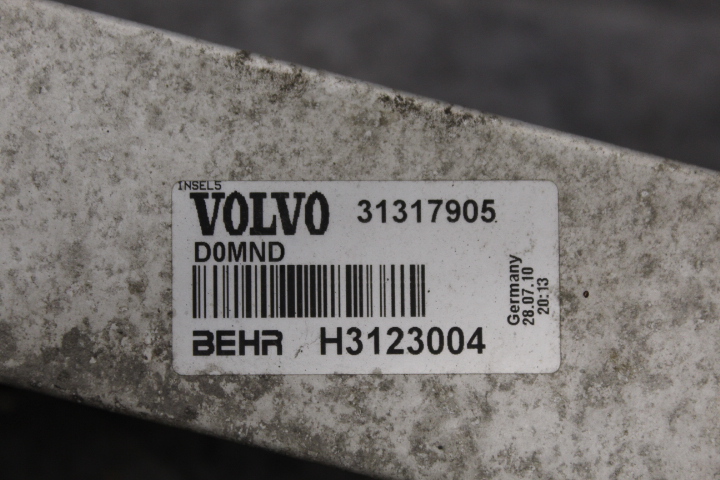 INSEL5
VOLVO 31317905
D0MND
BEHR H3123004
Germany
28.07.10
20:13